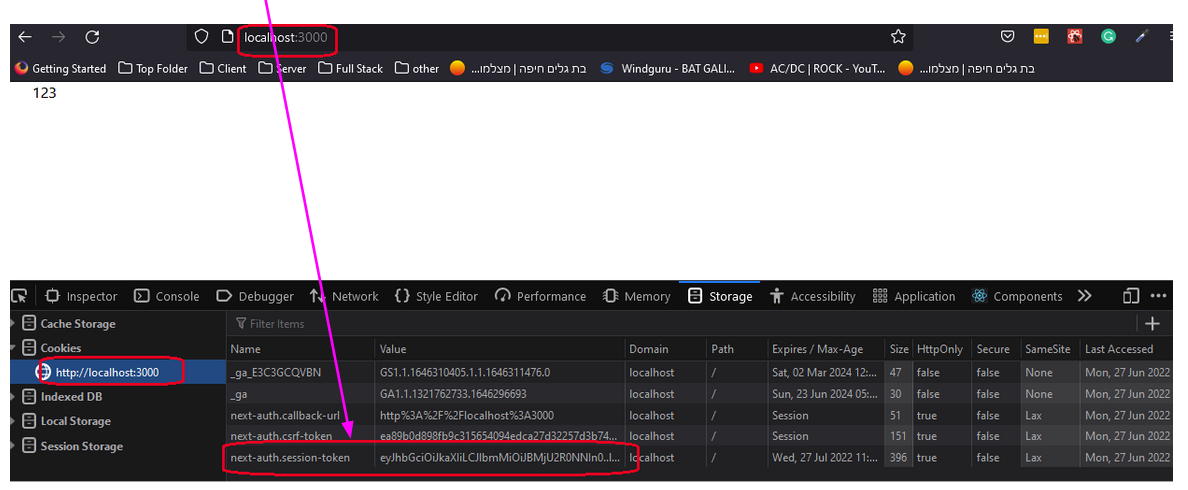 localhost:3000
Getting Started Top Folder Client Server Full Stack other בת גלים חיפה | מצלמו... Windguru - BAT GALI... AC/DC | ROCK - YouT... בת גלים חיפה | מצלמו...
123
Inspector Console Debugger Network Style Editor Performance Memory Storage Accessibility Application Components
Cache Storage Filter Items
Cookies Name Value Domain Path Expires / Max-Age Size HttpOnly Secure SameSite Last Accessed
http://localhost:3000 _ga_E3C3GCQVBN GS1.1.1646310405.1.1.1646311476.0 localhost / Sat, 02 Mar 2024 12:... 47 false false None Mon, 27 Jun 2022
Indexed DB _ga GA1.1.1321762733.1646296693 localhost / Sun, 23 Jun 2024 05:... 30 false false None Mon, 27 Jun 2022
Local Storage next-auth.callback-url http%3A%2F%2Flocalhost%3A3000 localhost / Session 51 true false Lax Mon, 27 Jun 2022
Session Storage next-auth.csrf-token ea89b0d898fb9c315654094edca27d32257d3b74... localhost / Session 151 true false Lax Mon, 27 Jun 2022
next-auth.session-token eyJhbGciOiJkaXIiLCJlbmMiOiJBMjU2R0NNIn0..I... localhost / Wed, 27 Jul 2022 11:... 396 true false Lax Mon, 27 Jun 2022